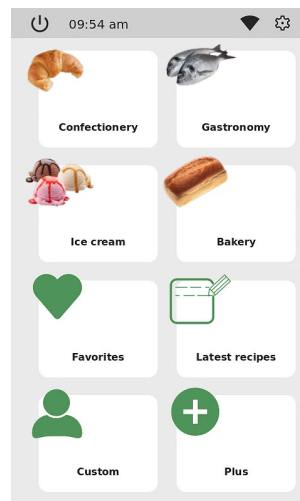 09:54 am
Confectionery
Gastronomy
Ice cream
Bakery
Favorites
Latest recipes
Custom
Plus